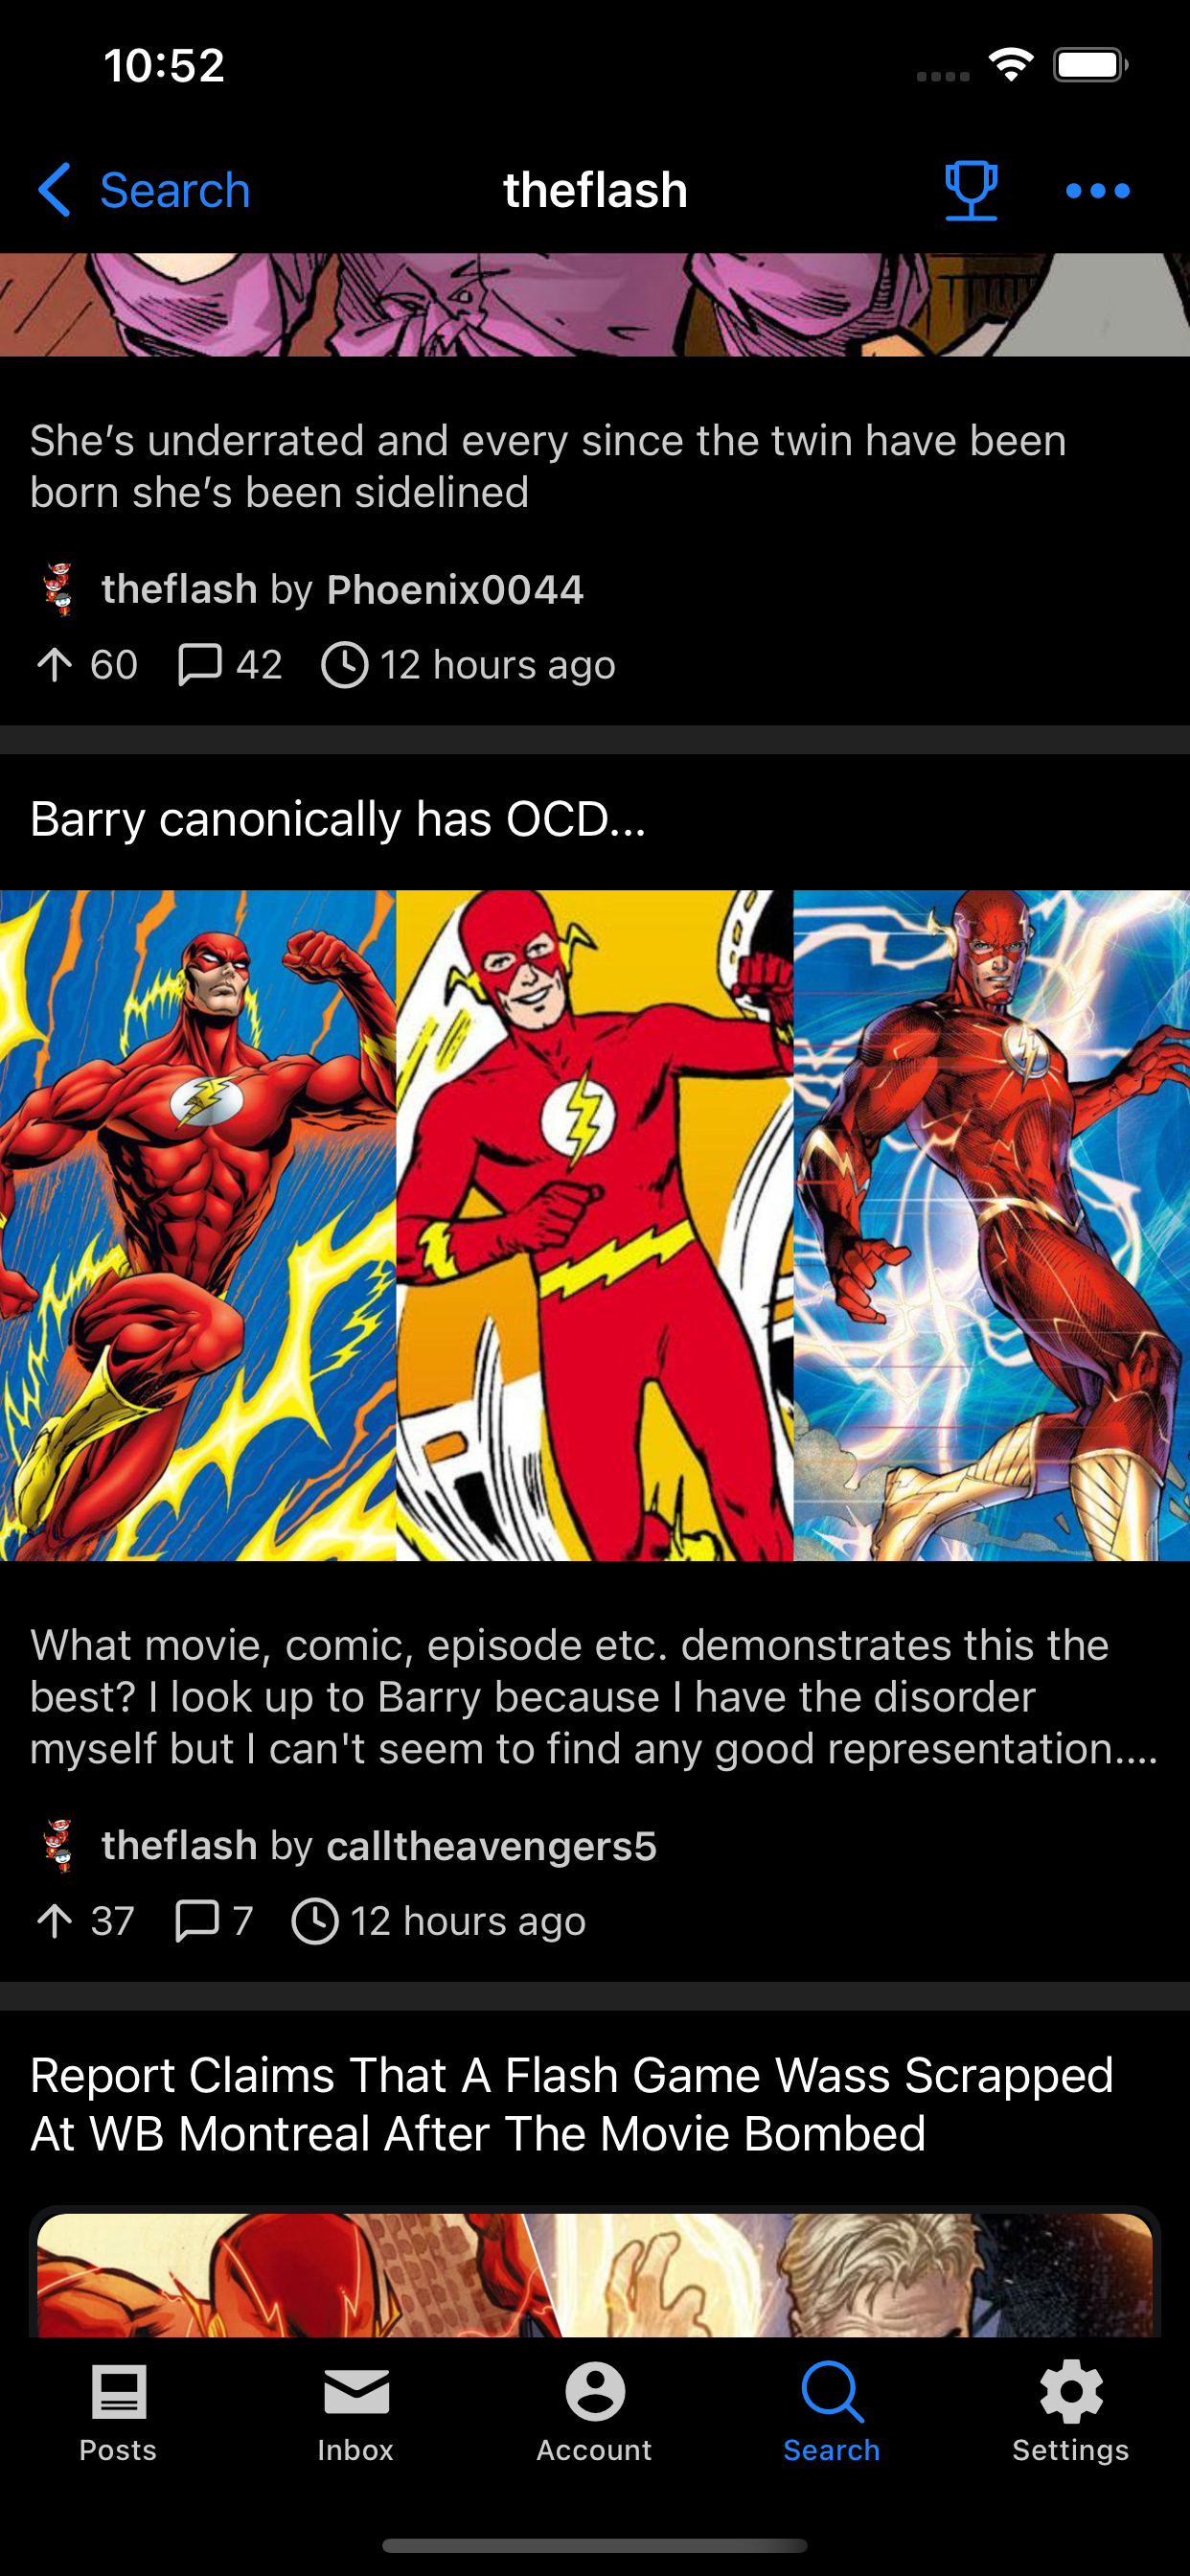 10:52
Search
theflash
She’s underrated and every since the twin have been
born she’s been sidelined
theflash by Phoenix0044
60 42 12 hours ago
Barry canonically has OCD...
What movie, comic, episode etc. demonstrates this the
best? I look up to Barry because I have the disorder
myself but I can't seem to find any good representation....
theflash by calltheavengers5
37 7 12 hours ago
Report Claims That A Flash Game Wass Scrapped
At WB Montreal After The Movie Bombed
Posts
Inbox
Account
Search
Settings